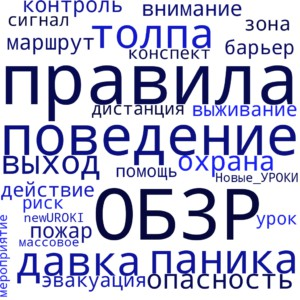 контроль внимание
сигнал толпа зона
маршрут конспект барьер
правила
дистанция выживание
поведение
выход помощь охрана
Новые_УРОКИ
действие ОБЗР
риск
newUROKI урок
пожар
массовое
мероприятие
давка паника
эвакуация опасность